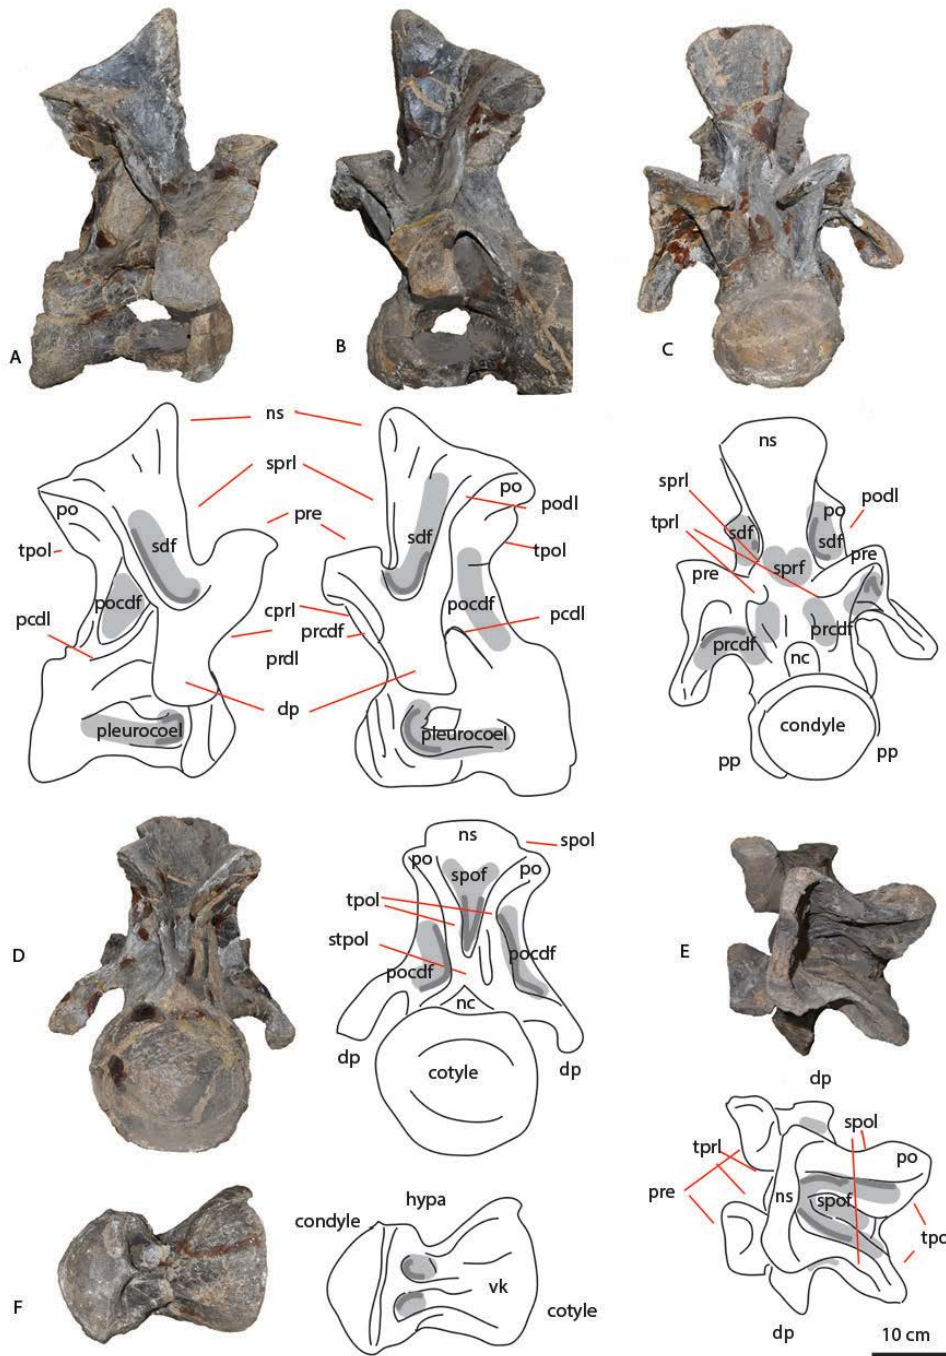 A
B
C
ns
sprl
pre
po
sdf
tpol
pocdf
pcdl
cprl
prcdf
prdl
dp
pleurocoel
po
podl
sdf
tpol
pocdf
pcdl
pleurocoel
ns
sprl
tprl
sdf
po
podl
sdf
pre
sprf
pre
prcdf
prcdf
nc
condyle
pp
pp
D
ns
spol
po
spof
po
tpol
stpol
pocdf
pocdf
nc
dp
cotyle
dp
E
dp
spol
tprl
po
pre
ns
spof
tpo
dp
10 cm
F
condyle
hypa
vk
cotyle